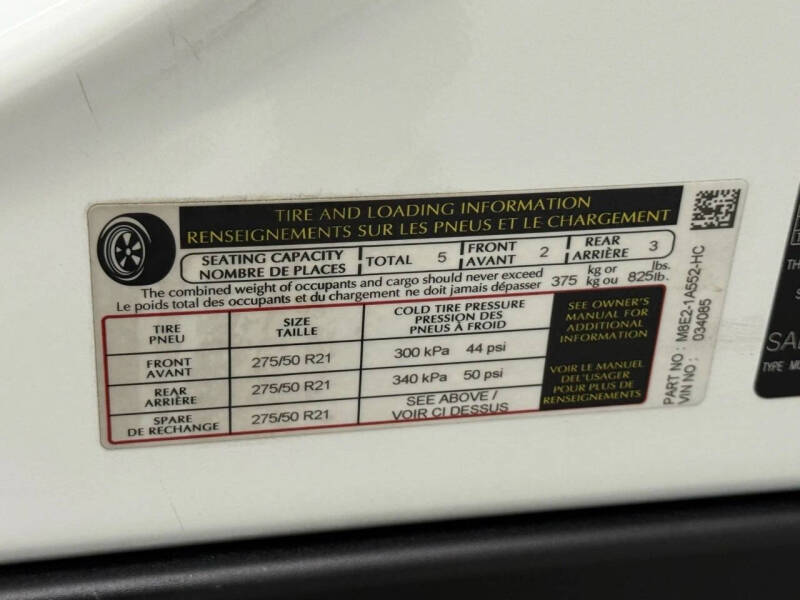 TIRE AND LOADING INFORMATION
RENSEIGNEMENTS SUR LES PNEUS ET LE CHARGEMENT
SEATING CAPACITY
NOMBRE DE PLACES
TOTAL 5
FRONT
AVANT
2
REAR
ARRIÈRE
3
The combined weight of occupants and cargo should never exceed
Le poids total des occupants et du chargement ne doit jamais dépasser
375 kg or
kg ou
825 lbs.
lb.
TIRE
PNEU
SIZE
TAILLE
COLD TIRE PRESSURE
PRESSION DES
PNEUS À FROID
FRONT
AVANT
275/50 R21
300 kPa 44 psi
REAR
ARRIÈRE
275/50 R21
340 kPa 50 psi
SPARE
DE RECHANGE
275/50 R21
SEE ABOVE /
VOIR CI DESSUS
SEE OWNER'S
MANUAL FOR
ADDITIONAL
INFORMATION
VOIR LE MANUEL
DE L'USAGER
POUR PLUS DE
RENSEIGNEMENTS
PART NO : M8E2-1A552-HC
VIN NO : 034085
TH
S
SAL
TYPE